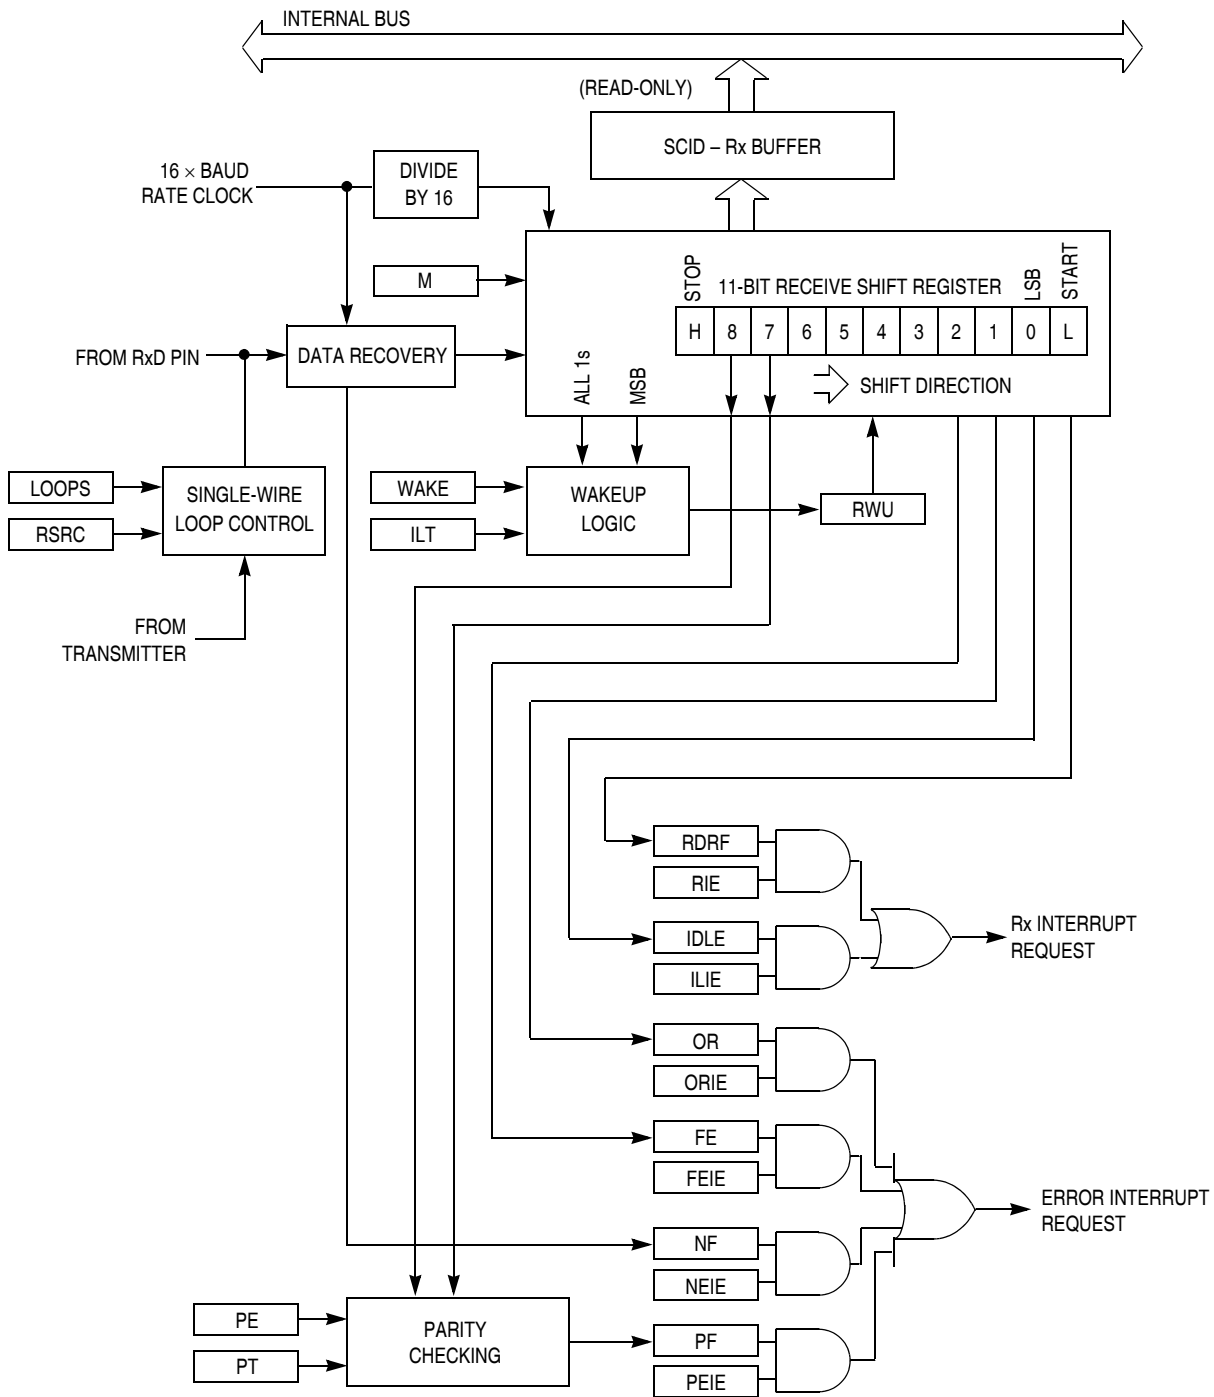 INTERNAL BUS
(READ-ONLY)
SCID – Rx BUFFER
16 × BAUD
RATE CLOCK
DIVIDE
BY 16
M
STOP
11-BIT RECEIVE SHIFT REGISTER
LSB
START
H 8 7 6 5 4 3 2 1 0 L
FROM RxD PIN
DATA RECOVERY
ALL 1s
MSB
SHIFT DIRECTION
LOOPS
RSRC
SINGLE-WIRE
LOOP CONTROL
WAKE
ILT
WAKEUP
LOGIC
RWU
FROM
TRANSMITTER
RDRF
RIE
IDLE
ILIE
Rx INTERRUPT
REQUEST
OR
ORIE
FE
FEIE
NF
NEIE
ERROR INTERRUPT
REQUEST
PE
PT
PARITY
CHECKING
PF
PEIE